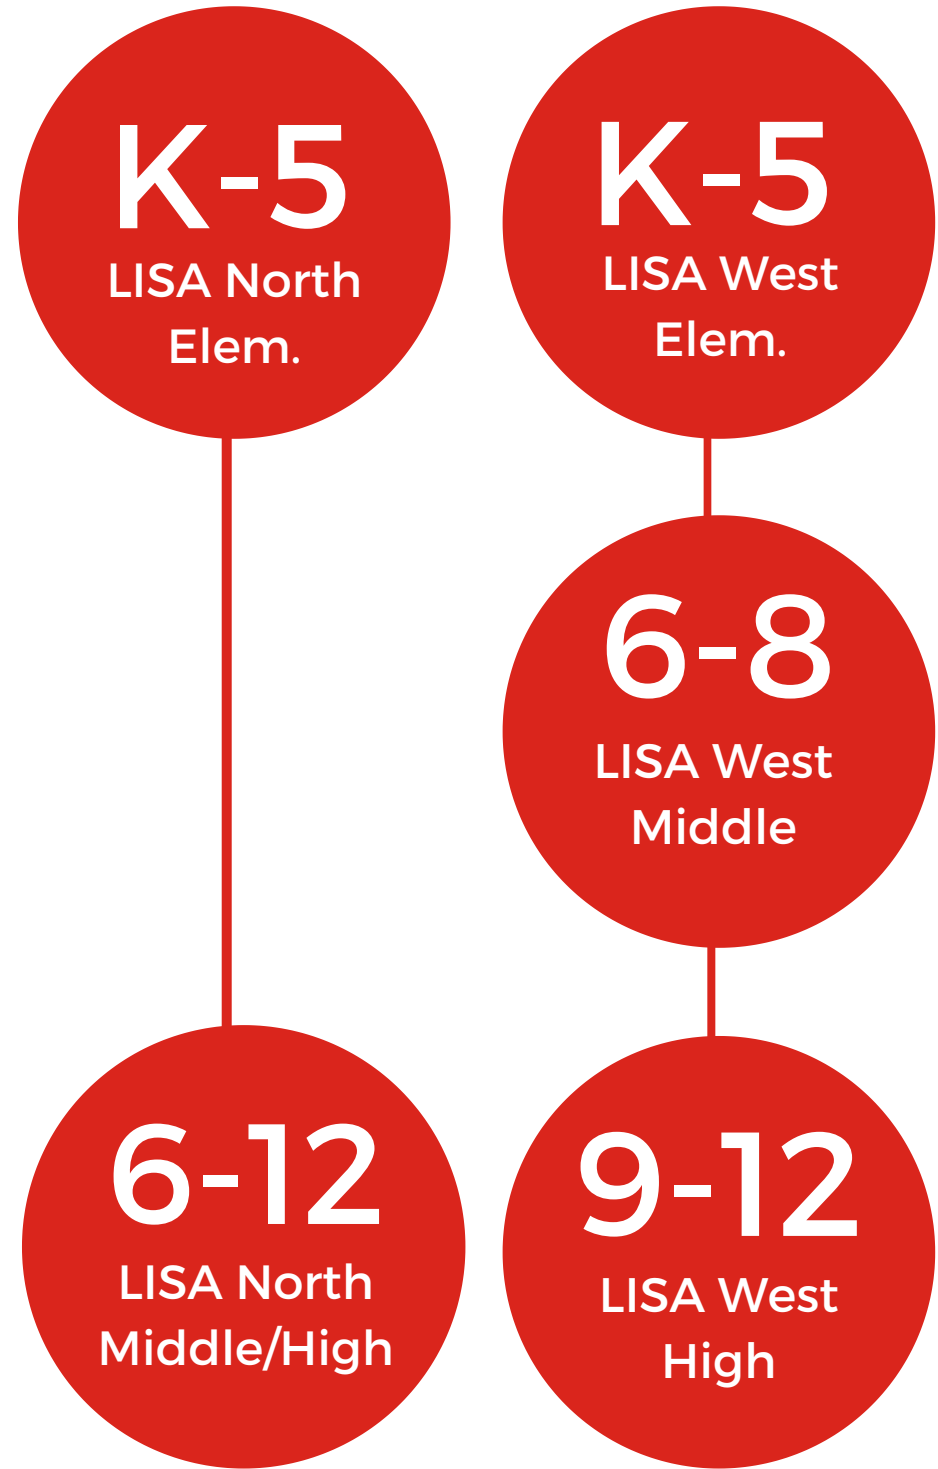 K-5
LISA North
Elem.
6-12
LISA North
Middle/High
K-5
LISA West
Elem.
6-8
LISA West
Middle
9-12
LISA West
High